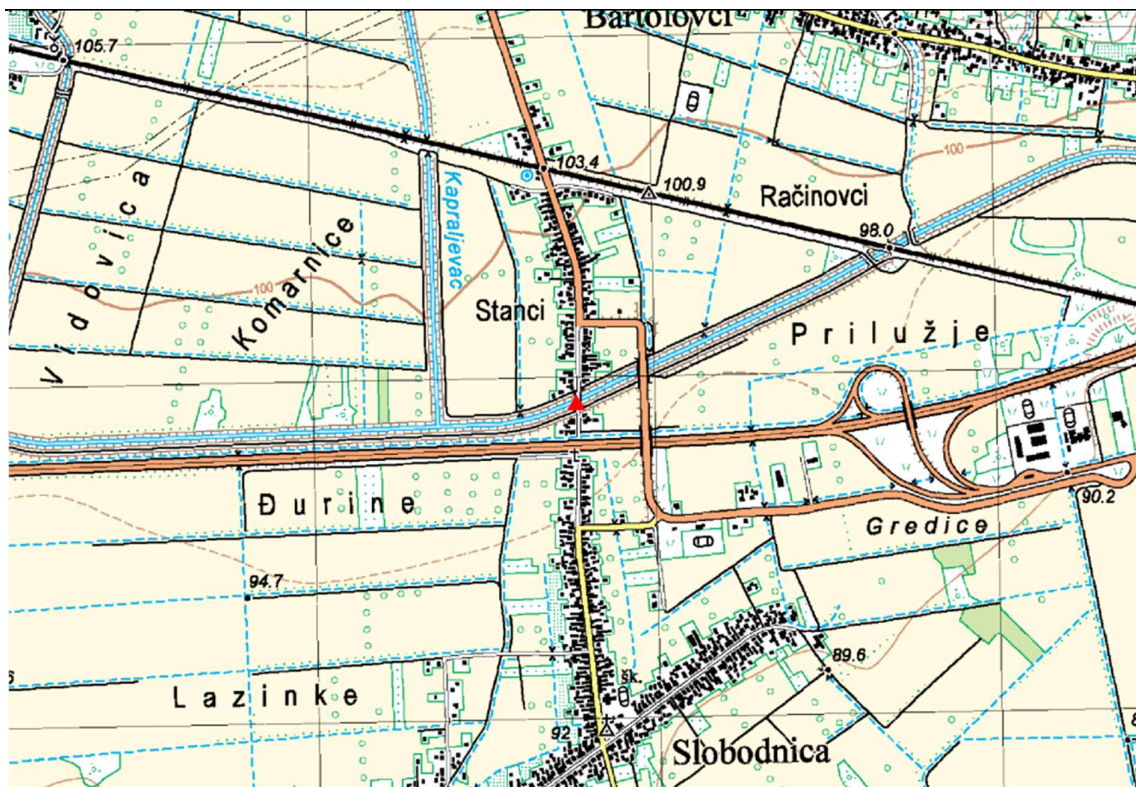 Bartolovci
105.7
103.4
100.9
100
Račinovci
98.0
Kapraljevac
Vidovica
Komarnice
100
Stanci
Prilužje
Đurine
90.2
Gredice
94.7
89.6
Lazinke
šk.
92
Slobodnica